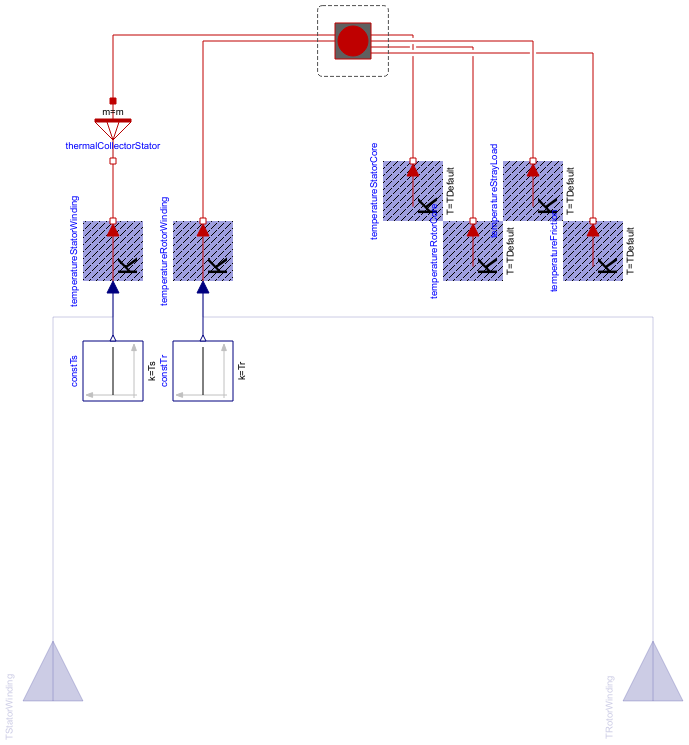 m=m
thermalCollectorStator
temperatureStatorCore
T=TDefault
temperatureStrayLoad
T=TDefault
temperatureStatorWinding
K
temperatureRotorWinding
K
K
K
temperatureRotorCore
K
T=TDefault
temperatureFriction
K
T=TDefault
constTs
k=Ts
constTr
k=Tr
TStatorWinding
TRotorWinding